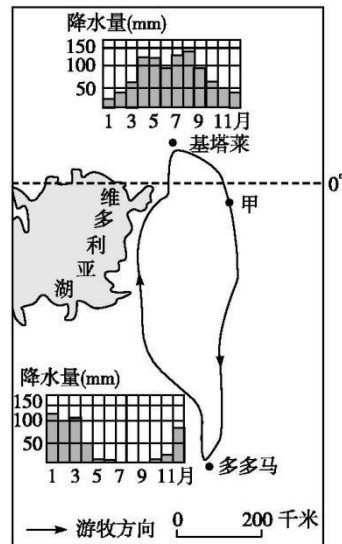 降水量(mm)
150
100
50
1 3 5 7 9 11月
基塔莱
0°
甲
维多利亚湖
降水量(mm)
150
100
50
1 3 5 7 9 11月
多多马
游牧方向 0 200 千米